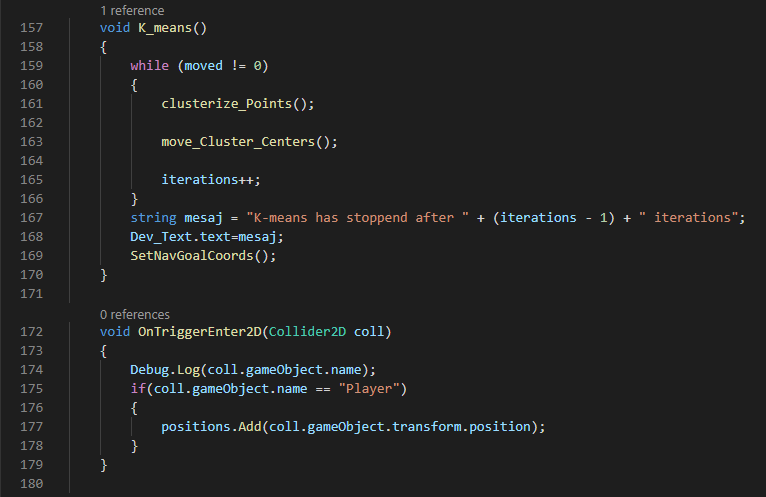 1 reference
157 void K_means()
158 {
159 while (moved != 0)
160 {
161 clusterize_Points();
162
163 move_Cluster_Centers();
164
165 iterations++;
166 }
167 string mesaj = "K-means has stoppend after " + (iterations - 1) + " iterations";
168 Dev_Text.text=mesaj;
169 SetNavGoalCoords();
170 }
171
0 references
172 void OnTriggerEnter2D(Collider2D coll)
173 {
174 Debug.Log(coll.gameObject.name);
175 if(coll.gameObject.name == "Player")
176 {
177 positions.Add(coll.gameObject.transform.position);
178 }
179 }
180